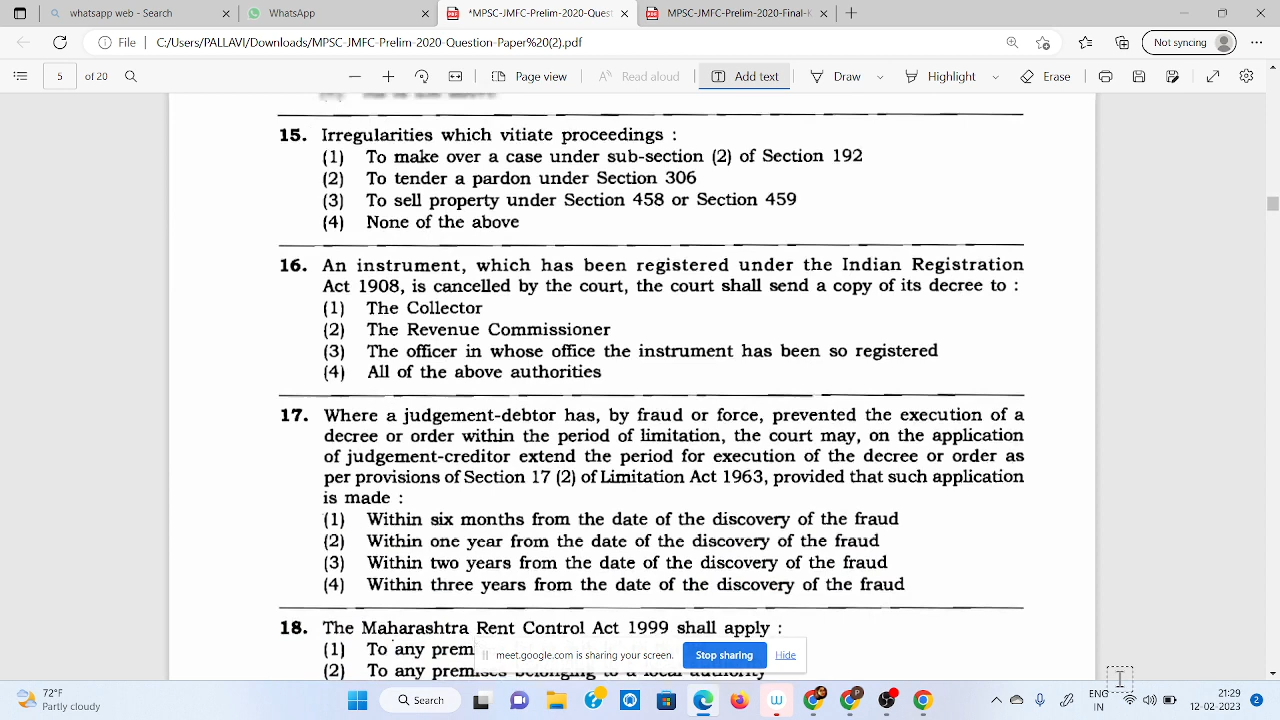 whatsapp web - Search
WhatsApp
*MPSC-JMFC-Prelim-2020-Quest
MPSC-JMFC-Prelim-2020-Final-K
File
C:/Users/PALLAVI/Downloads/MPSC JMFC-Prelim-2020-Question-Paper%20(2).pdf
Not syncing
5 of 20
Page view
Read aloud
Add text
Draw
Highlight
Erase
15. Irregularities which vitiate proceedings :
(1) To make over a case under sub-section (2) of Section 192
(2) To tender a pardon under Section 306
(3) To sell property under Section 458 or Section 459
(4) None of the above
16. An instrument, which has been registered under the Indian Registration
Act 1908, is cancelled by the court, the court shall send a copy of its decree to :
(1) The Collector
(2) The Revenue Commissioner
(3) The officer in whose office the instrument has been so registered
(4) All of the above authorities
17. Where a judgement-debtor has, by fraud or force, prevented the execution of a
decree or order within the period of limitation, the court may, on the application
of judgement-creditor extend the period for execution of the decree or order as
per provisions of Section 17 (2) of Limitation Act 1963, provided that such application
is made :
(1) Within six months from the date of the discovery of the fraud
(2) Within one year from the date of the discovery of the fraud
(3) Within two years from the date of the discovery of the fraud
(4) Within three years from the date of the discovery of the fraud
18. The Maharashtra Rent Control Act 1999 shall apply :
(1) To any prem
meet.google.com is sharing your screen.
Stop sharing
Hide
(2) To any premises belonging to a local authority
72°F
Partly cloudy
Search
IN
21:29
12-02-2023
2